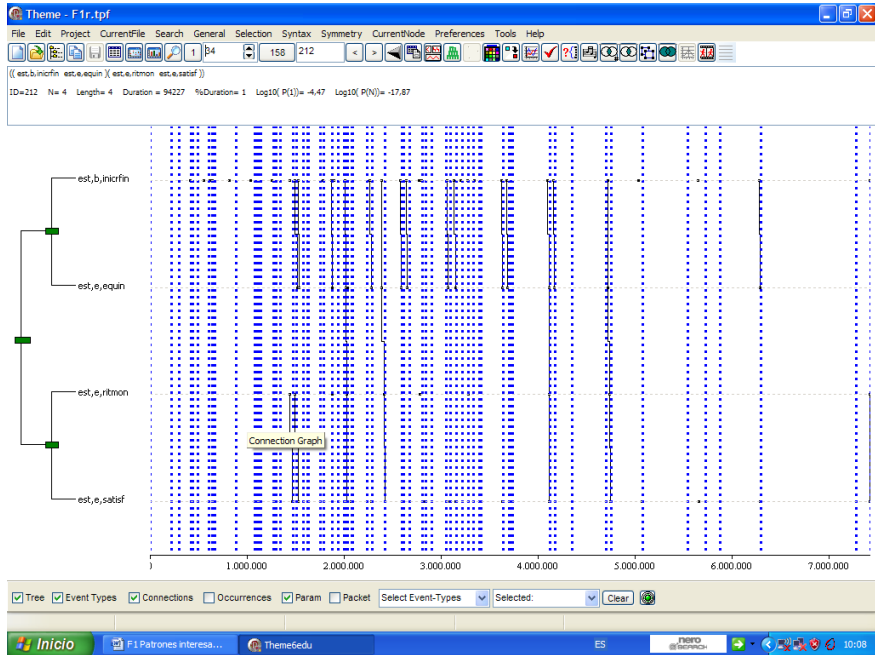 Theme - F1r.tpf
File Edit Project CurrentFile Search General Selection Syntax Symmetry CurrentNode Preferences Tools Help
1 34 158 212 < > ?{
(( est,b,inicrfin est,e,equin )( est,e,ritmon est,e,satisf ))
ID=212 N= 4 Length= 4 Duration = 94227 %Duration= 1 Log10( P(1))= -4,47 Log10( P(N))= -17,87
est,b,inicrfin
est,e,equin
est,e,ritmon
Connection Graph
est,e,satisf
1.000.000 2.000.000 3.000.000 4.000.000 5.000.000 6.000.000 7.000.000
Tree Event Types Connections Occurrences Param Packet Select Event-Types Selected: Clear
Inicio F1 Patrones interesa... Theme6edu ES nero SEARCH 10:08